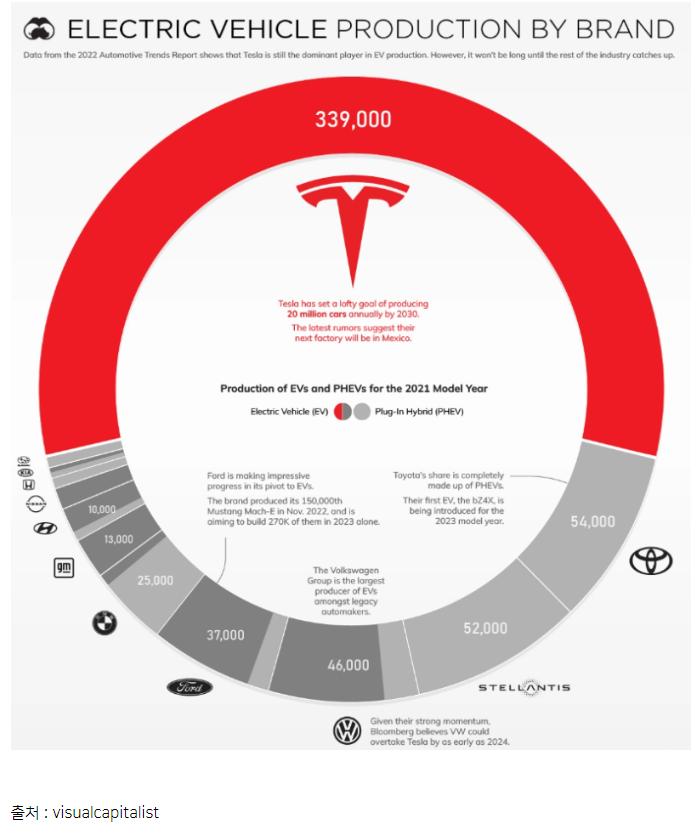 ELECTRIC VEHICLE PRODUCTION BY BRAND
Data from the 2022 Automotive Trends Report shows that Tesla is still the dominant player in EV production. However, it won't be long until the rest of the industry catches up.
339,000
Tesla has set a lofty goal of producing
20 million cars annually by 2030.
The latest rumors suggest their
next factory will be in Mexico.
Production of EVs and PHEVs for the 2021 Model Year
Electric Vehicle (EV)
Plug-In Hybrid (PHEV)
Ford is making impressive
progress in its pivot to EVs.
The brand produced its 150,000th
Mustang Mach-E in Nov. 2022, and is
aiming to build 270K of them in 2023 alone.
Toyota's share is completely
made up of PHEVs.
Their first EV, the bZ4X, is
being introduced for the
2023 model year.
KIA
NISSAN
10,000
13,000
gm
25,000
The Volkswagen
Group is the largest
producer of EVs
amongst legacy
automakers.
54,000
37,000
46,000
52,000
Ford
STELLANTIS
Given their strong momentum,
Bloomberg believes VW could
overtake Tesla by as early as 2024.
출처 : visualcapitalist